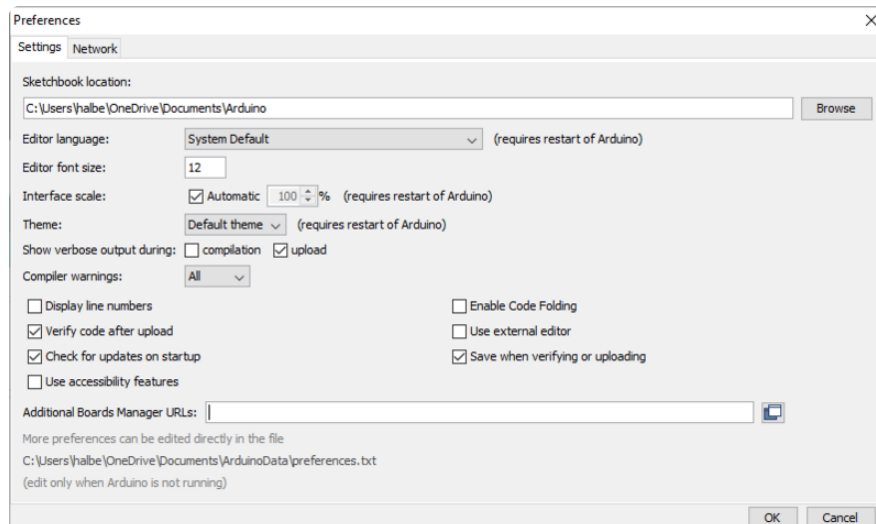 Preferences
Settings Network
Sketchbook location:
C:\Users\halbe\OneDrive\Documents\Arduino Browse
Editor language: System Default (requires restart of Arduino)
Editor font size: 12
Interface scale: Automatic 100 % (requires restart of Arduino)
Theme: Default theme (requires restart of Arduino)
Show verbose output during: compilation upload
Compiler warnings: All
Display line numbers Enable Code Folding
Verify code after upload Use external editor
Check for updates on startup Save when verifying or uploading
Use accessibility features
Additional Boards Manager URLs:
More preferences can be edited directly in the file
C:\Users\halbe\OneDrive\Documents\ArduinoData\preferences.txt
(edit only when Arduino is not running)
OK Cancel